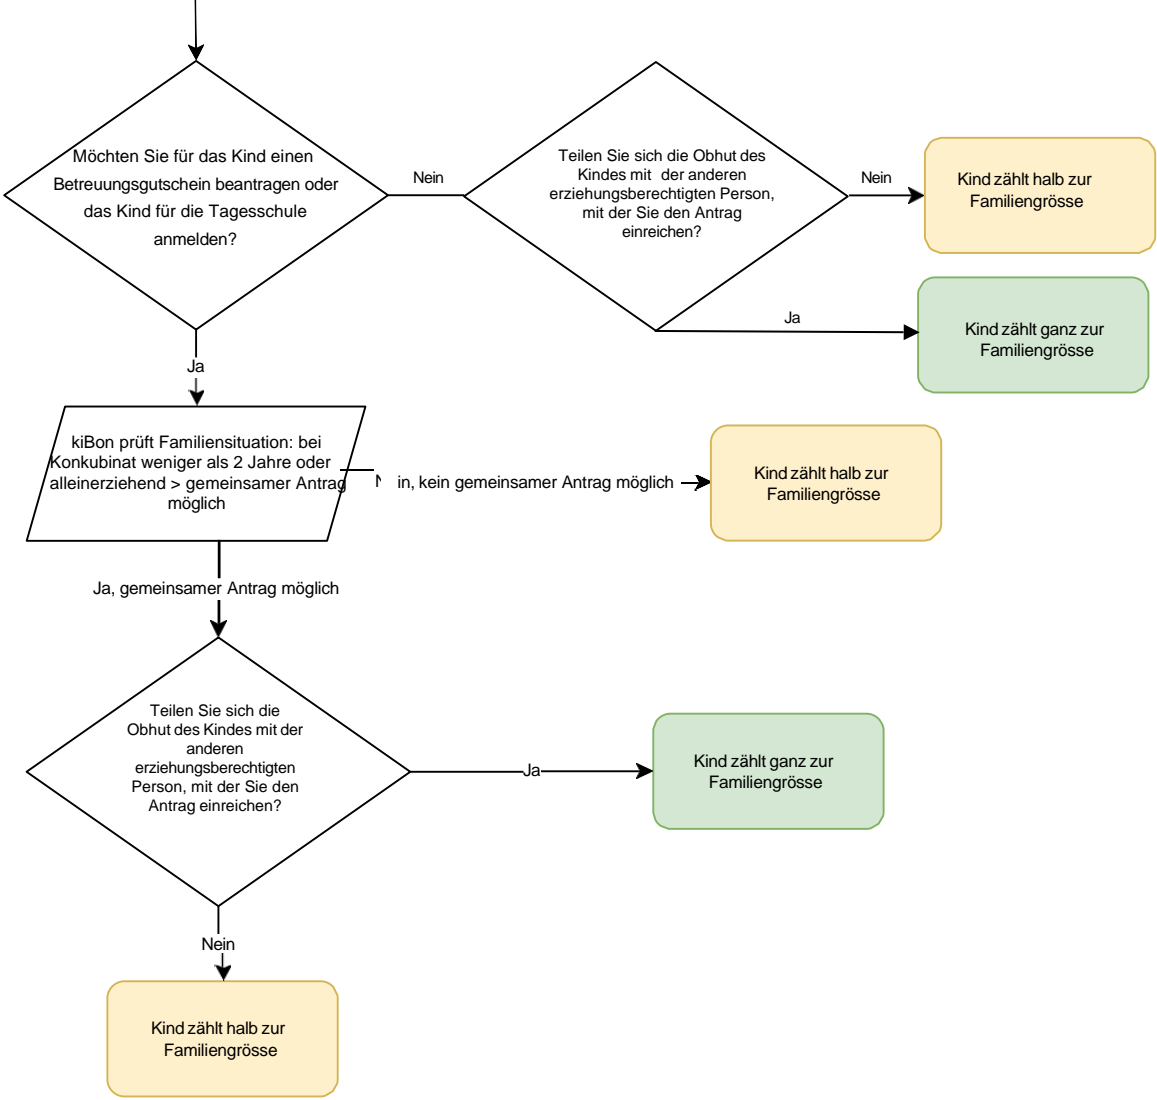 Möchten Sie für das Kind einen
Betreuungsgutschein beantragen oder
das Kind für die Tagesschule
anmelden?
Nein
Teilen Sie sich die Obhut des
Kindes mit der anderen
erziehungsberechtigten Person,
mit der Sie den Antrag
einreichen?
Nein
Kind zählt halb zur
Familiengrösse
Ja
Kind zählt ganz zur
Familiengrösse
Ja
kiBon prüft Familiensituation: bei
Konkubinat weniger als 2 Jahre oder
alleinerziehend > gemeinsamer Antrag
möglich
N in, kein gemeinsamer Antrag möglich
Kind zählt halb zur
Familiengrösse
Ja, gemeinsamer Antrag möglich
Teilen Sie sich die
Obhut des Kindes mit der
anderen
erziehungsberechtigten
Person, mit der Sie den
Antrag einreichen?
Ja
Kind zählt ganz zur
Familiengrösse
Nein
Kind zählt halb zur
Familiengrösse